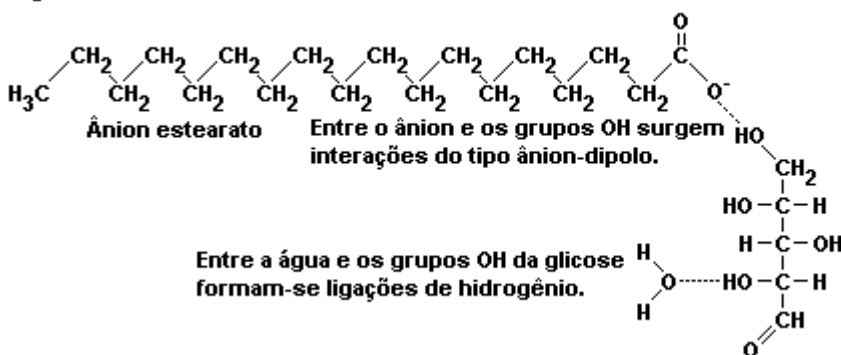 O
CH2 CH2 CH2 CH2 CH2 CH2 CH2 CH2 C
H3C CH2 CH2 CH2 CH2 CH2 CH2 CH2 CH2 O-
Ânion estearato Entre o ânion e os grupos OH surgem
interações do tipo ânion-dipolo.
HO
CH2
HO-C-H
H-C-OH
Entre a água e os grupos OH da glicose
formam-se ligações de hidrogênio.
H
O HO-C-H
H
CH
O